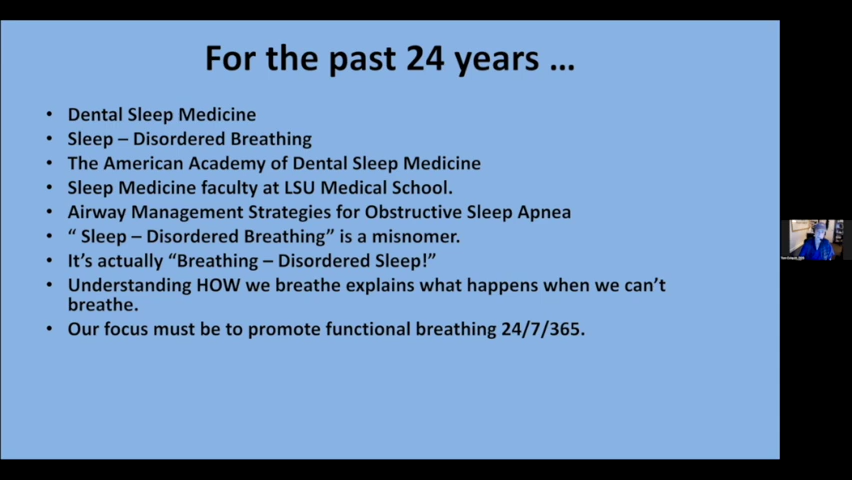 For the past 24 years ...
• Dental Sleep Medicine
• Sleep – Disordered Breathing
• The American Academy of Dental Sleep Medicine
• Sleep Medicine faculty at LSU Medical School.
• Airway Management Strategies for Obstructive Sleep Apnea
• “ Sleep – Disordered Breathing” is a misnomer.
• It’s actually “Breathing – Disordered Sleep!”
• Understanding HOW we breathe explains what happens when we can’t
breathe.
• Our focus must be to promote functional breathing 24/7/365.